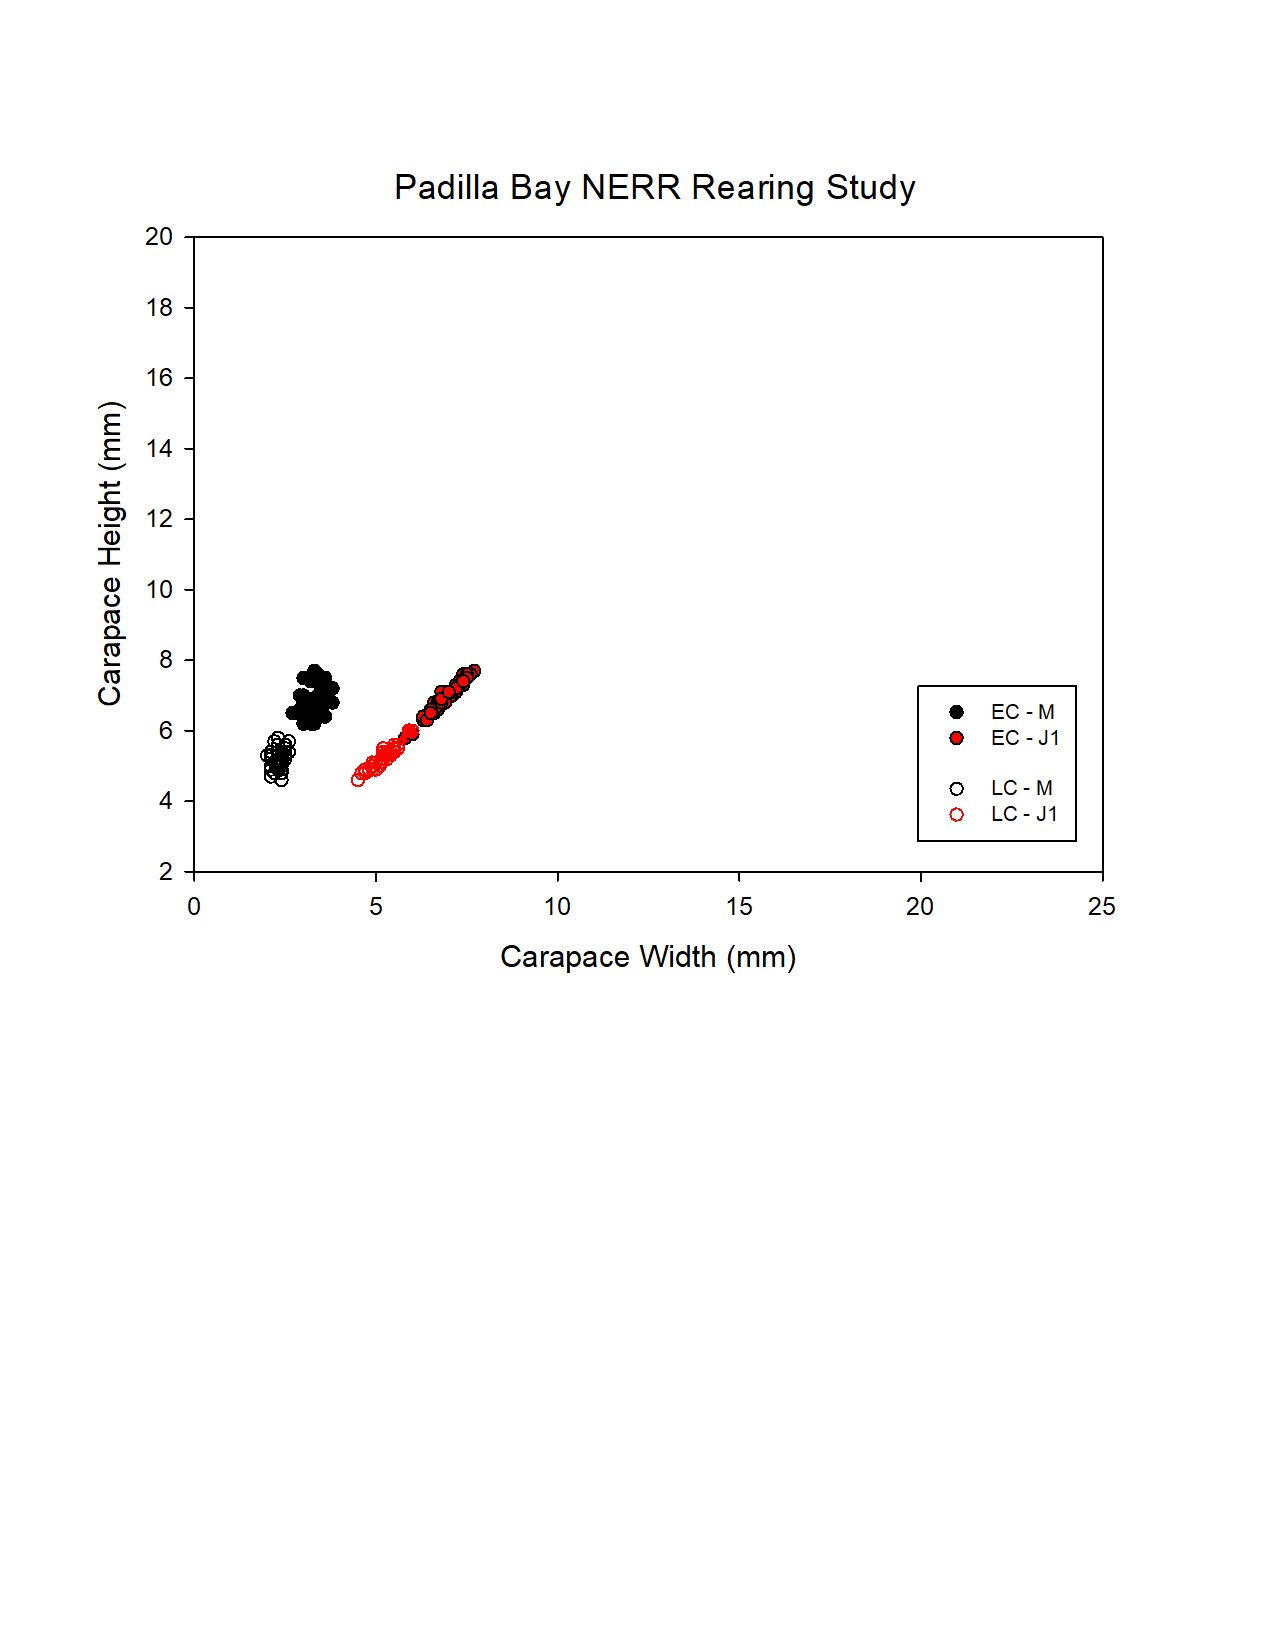 Padilla Bay NERR Rearing Study
20
18
16
14
12
10
8
6
4
2
Carapace Height (mm)
EC - M
EC - J1
LC - M
LC - J1
0 5 10 15 20 25
Carapace Width (mm)